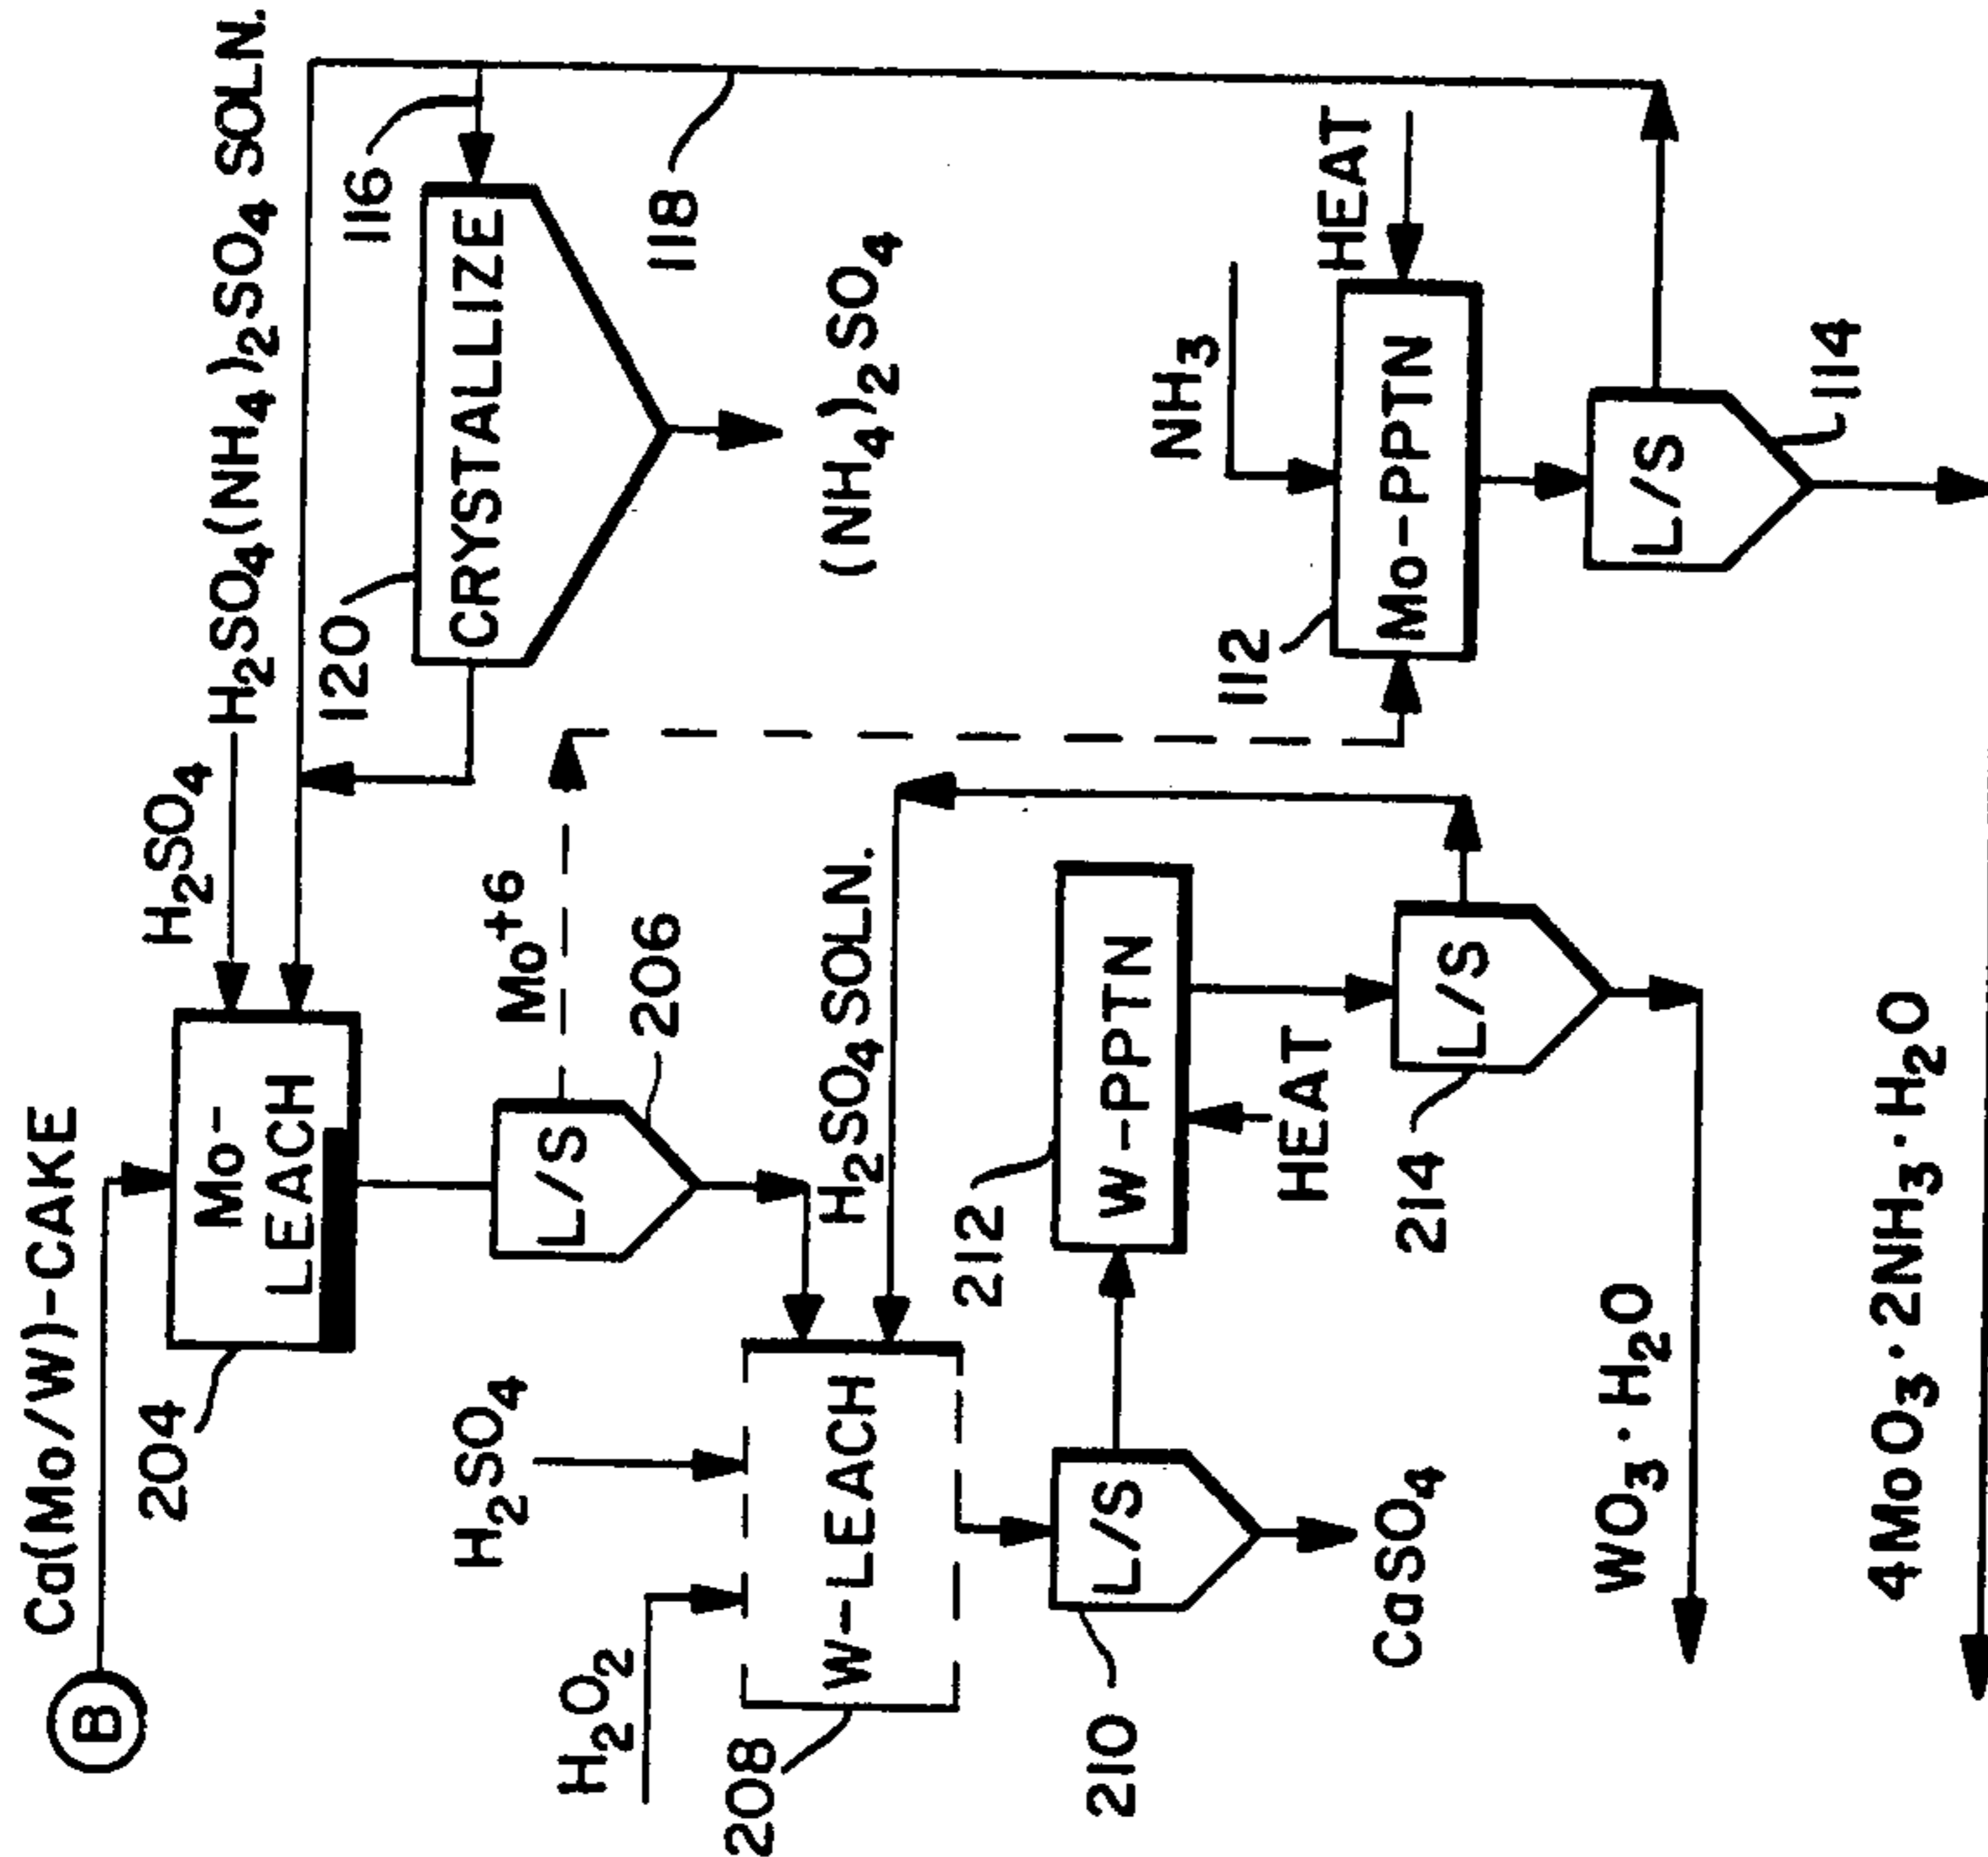 B
Ca(Mo/W)-CAKE
204
Mo-
LEACH
H2SO4
H2SO4(NH4)2SO4 SOLN.
116
118
120
CRYSTALLIZE
(NH4)2SO4
Mo+6
206
L/S
H2SO4 SOLN.
H2SO4
H2O2
208
W-LEACH
210
L/S
CaSO4
212
W-PPTN
HEAT
214
L/S
WO3·H2O
NH3
HEAT
112
Mo-PPTN
L/S
114
4MoO3·2NH3·H2O